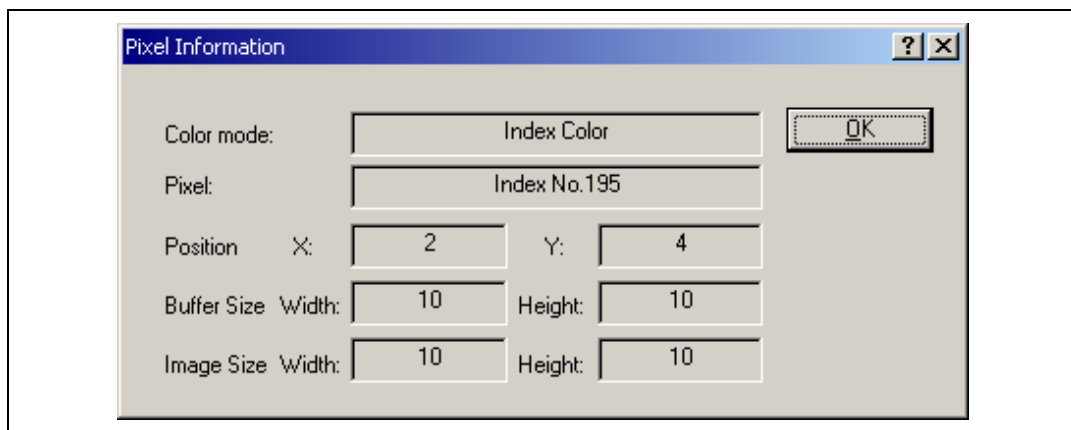 Pixel Information
Color mode: Index Color OK
Pixel: Index No.195
Position X: 2 Y: 4
Buffer Size Width: 10 Height: 10
Image Size Width: 10 Height: 10